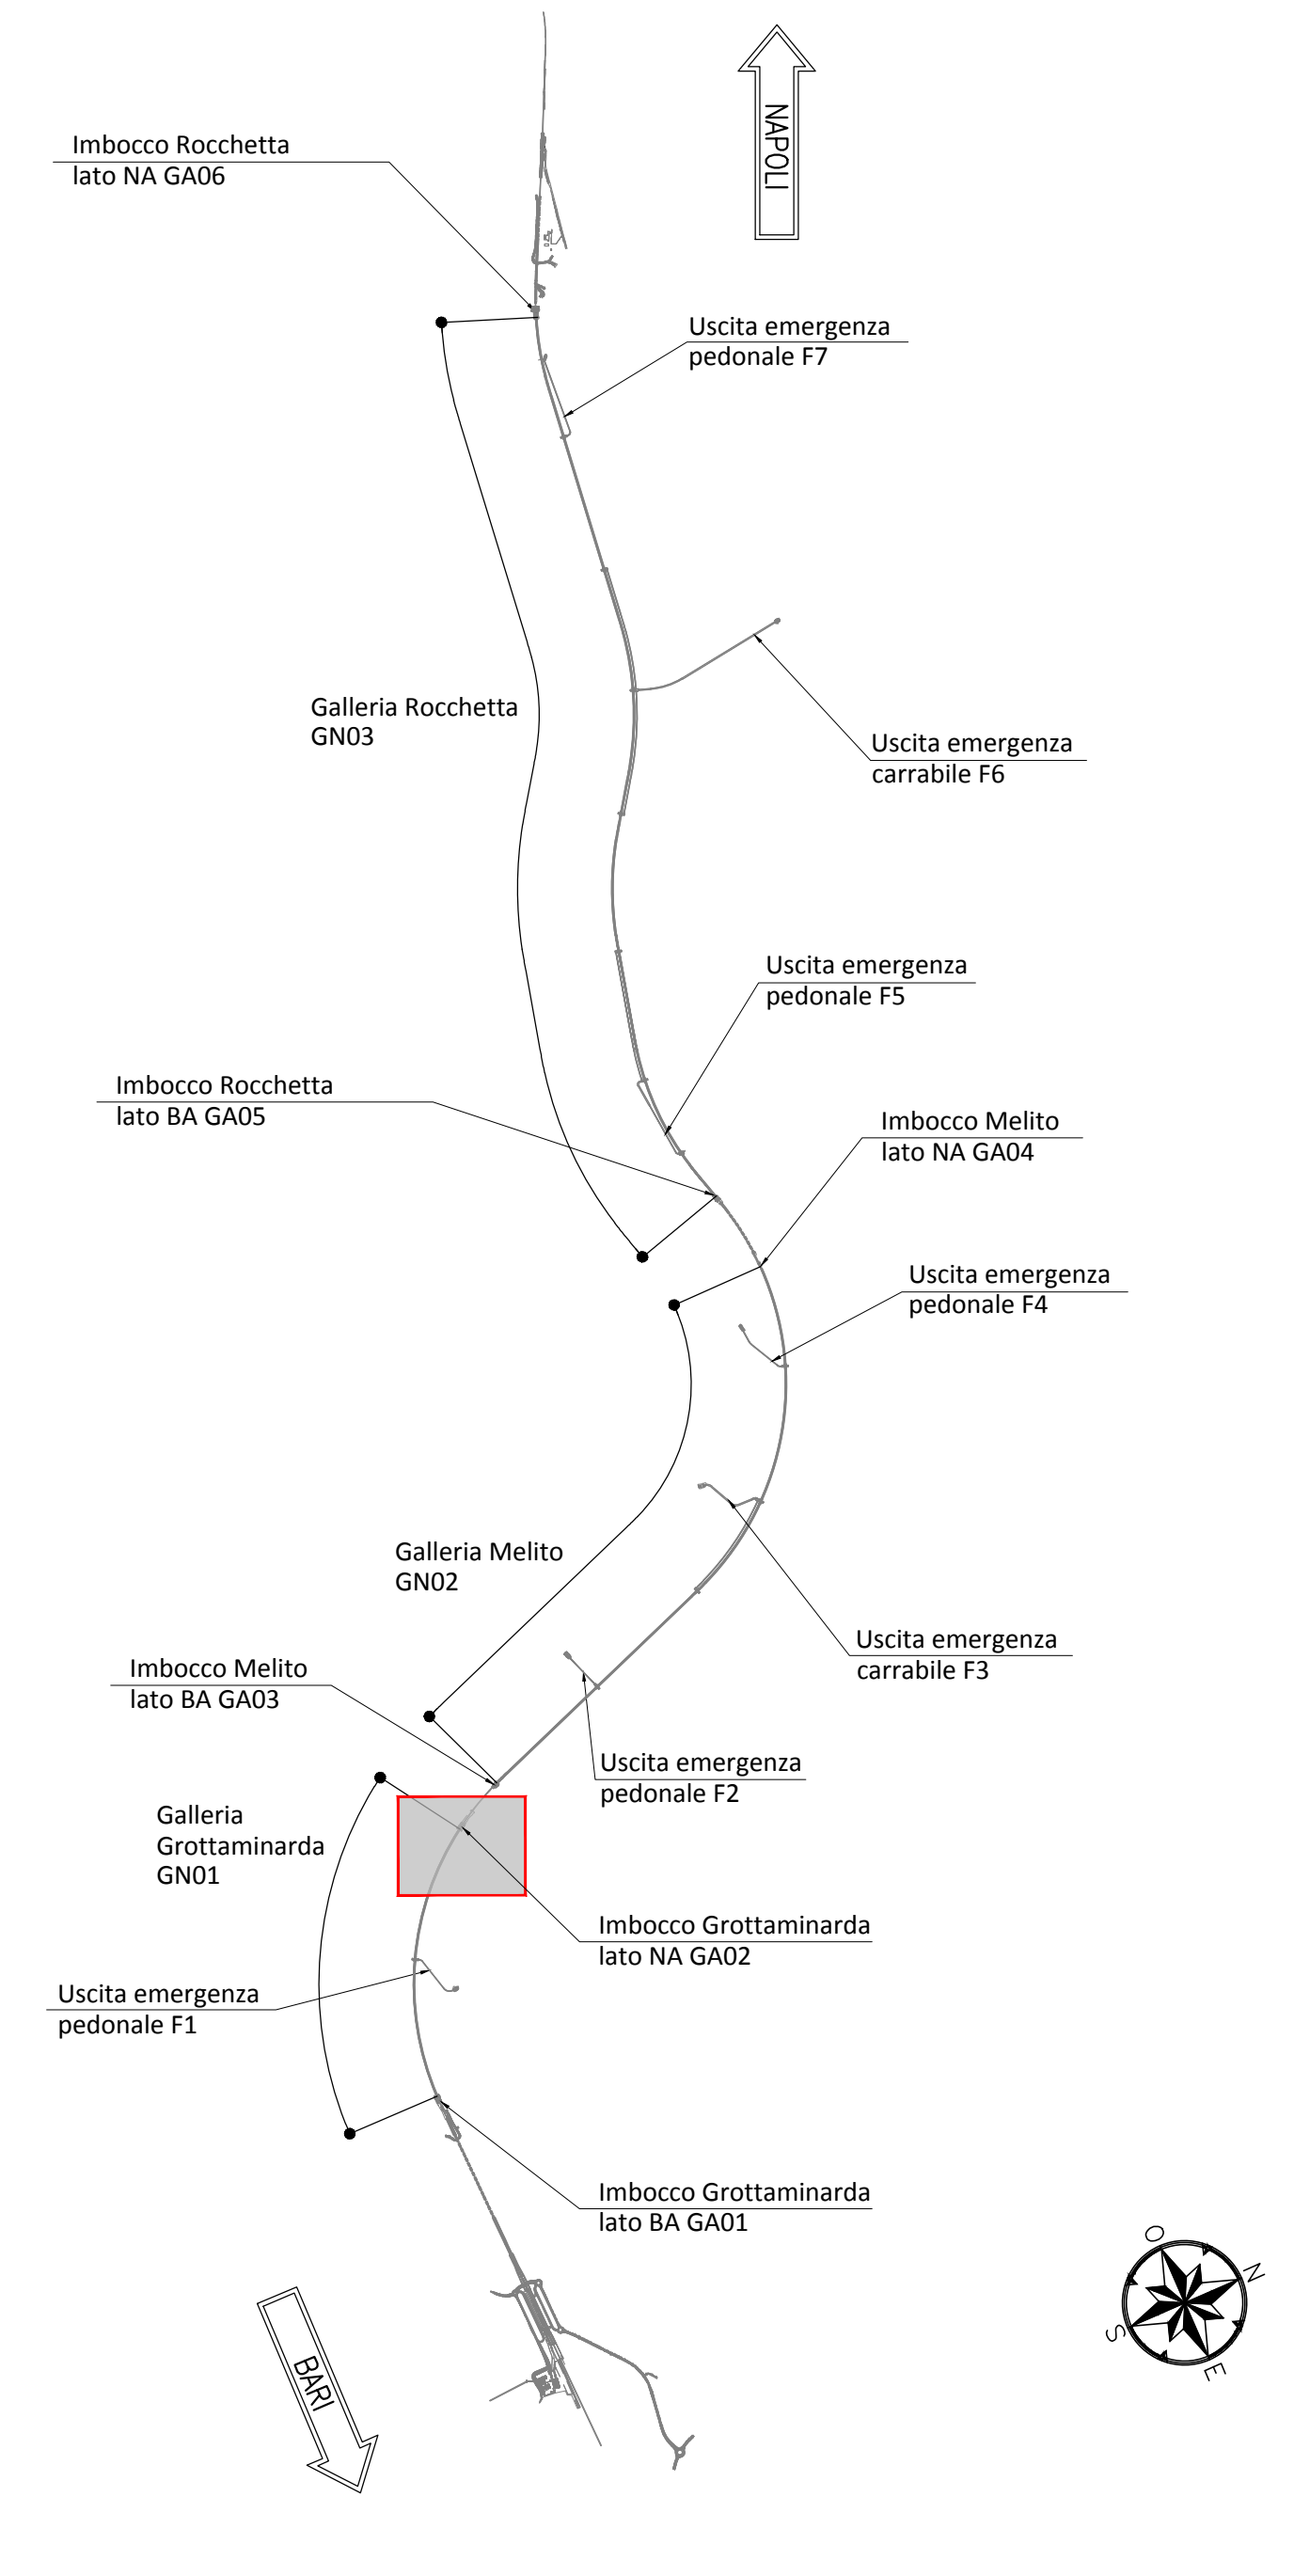 NAPOLI
Imbocco Rocchetta
lato NA GA06
Uscita emergenza
pedonale F7
Galleria Rocchetta
GN03
Uscita emergenza
carrabile F6
Uscita emergenza
pedonale F5
Imbocco Rocchetta
lato BA GA05
Imbocco Melito
lato NA GA04
Uscita emergenza
pedonale F4
Galleria Melito
GN02
Uscita emergenza
carrabile F3
Imbocco Melito
lato BA GA03
Uscita emergenza
pedonale F2
Galleria
Grottaminarda
GN01
Imbocco Grottaminarda
lato NA GA02
Uscita emergenza
pedonale F1
Imbocco Grottaminarda
lato BA GA01
BARI
O
N
S
E